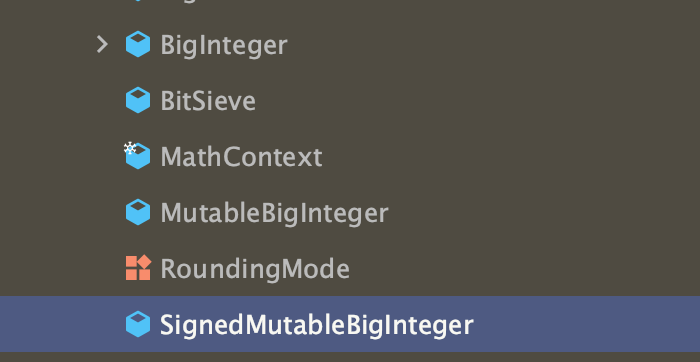 BigInteger
BitSieve
MathContext
MutableBigInteger
RoundingMode
SignedMutableBigInteger